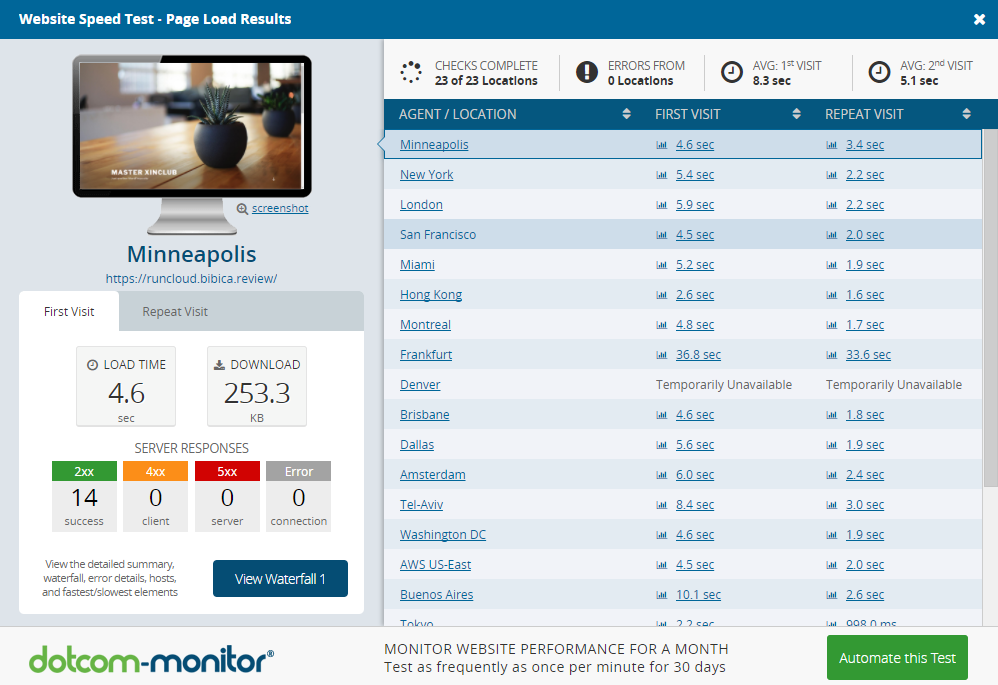 Website Speed Test - Page Load Results
MASTER XINCLUB
screenshot
Minneapolis
https://runcloud.bibica.review/
First Visit Repeat Visit
LOAD TIME
4.6
sec
DOWNLOAD
253.3
KB
SERVER RESPONSES
2xx 4xx 5xx Error
14 0 0 0
success client server connection
View the detailed summary,
waterfall, error details, hosts,
and fastest/slowest elements
View Waterfall 1
CHECKS COMPLETE
23 of 23 Locations
ERRORS FROM
0 Locations
AVG: 1st VISIT
8.3 sec
AVG: 2nd VISIT
5.1 sec
AGENT / LOCATION FIRST VISIT REPEAT VISIT
Minneapolis 4.6 sec 3.4 sec
New York 5.4 sec 2.2 sec
London 5.9 sec 2.2 sec
San Francisco 4.5 sec 2.0 sec
Miami 5.2 sec 1.9 sec
Hong Kong 2.6 sec 1.6 sec
Montreal 4.8 sec 1.7 sec
Frankfurt 36.8 sec 33.6 sec
Denver Temporarily Unavailable Temporarily Unavailable
Brisbane 4.6 sec 1.8 sec
Dallas 5.6 sec 1.9 sec
Amsterdam 6.0 sec 2.4 sec
Tel-Aviv 8.4 sec 3.0 sec
Washington DC 4.6 sec 1.9 sec
AWS US-East 4.5 sec 2.0 sec
Buenos Aires 10.1 sec 2.6 sec
Tokyo 2.2 sec 998.0 ms
dotcom-monitor®
MONITOR WEBSITE PERFORMANCE FOR A MONTH
Test as frequently as once per minute for 30 days
Automate this Test